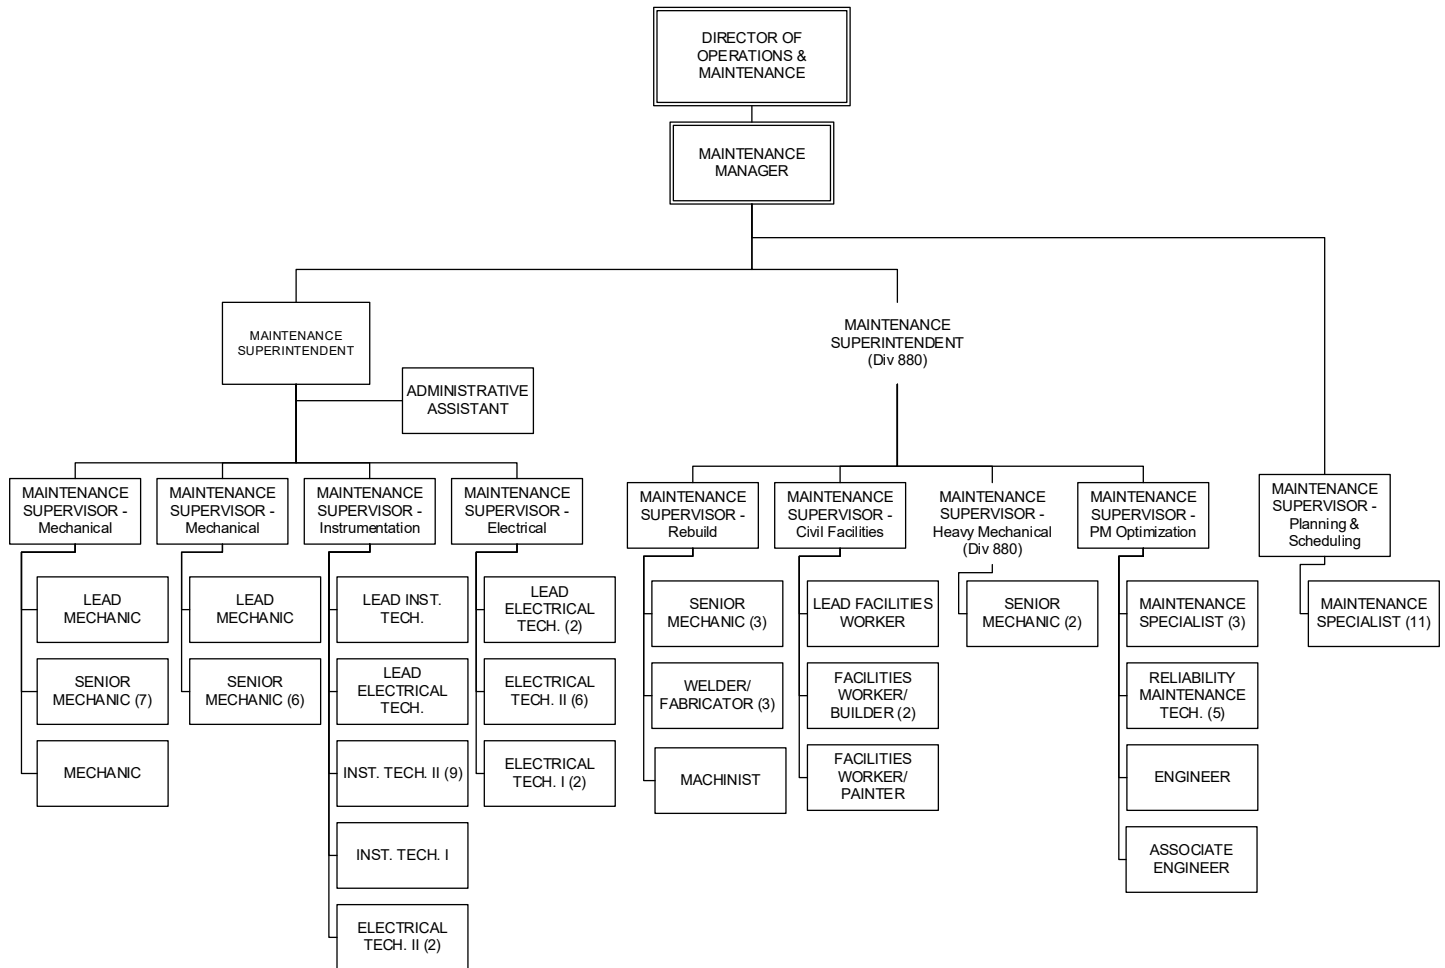 DIRECTOR OF
OPERATIONS &
MAINTENANCE
MAINTENANCE
MANAGER
MAINTENANCE
SUPERINTENDENT
MAINTENANCE
SUPERINTENDENT
(Div 880)
ADMINISTRATIVE
ASSISTANT
MAINTENANCE
SUPERVISOR -
Mechanical
LEAD
MECHANIC
SENIOR
MECHANIC (7)
MECHANIC
MAINTENANCE
SUPERVISOR -
Mechanical
LEAD
MECHANIC
SENIOR
MECHANIC (6)
MAINTENANCE
SUPERVISOR -
Instrumentation
LEAD INST.
TECH.
LEAD
ELECTRICAL
TECH.
INST. TECH. II (9)
INST. TECH. I
ELECTRICAL
TECH. II (2)
MAINTENANCE
SUPERVISOR -
Electrical
LEAD
ELECTRICAL
TECH. (2)
ELECTRICAL
TECH. II (6)
ELECTRICAL
TECH. I (2)
MAINTENANCE
SUPERVISOR -
Rebuild
SENIOR
MECHANIC (3)
WELDER/
FABRICATOR (3)
MACHINIST
MAINTENANCE
SUPERVISOR -
Civil Facilities
LEAD FACILITIES
WORKER
FACILITIES
WORKER/
BUILDER (2)
FACILITIES
WORKER/
PAINTER
MAINTENANCE
SUPERVISOR -
Heavy Mechanical
(Div 880)
SENIOR
MECHANIC (2)
MAINTENANCE
SUPERVISOR -
PM Optimization
MAINTENANCE
SPECIALIST (3)
RELIABILITY
MAINTENANCE
TECH. (5)
ENGINEER
ASSOCIATE
ENGINEER
MAINTENANCE
SUPERVISOR -
Planning &
Scheduling
MAINTENANCE
SPECIALIST (11)